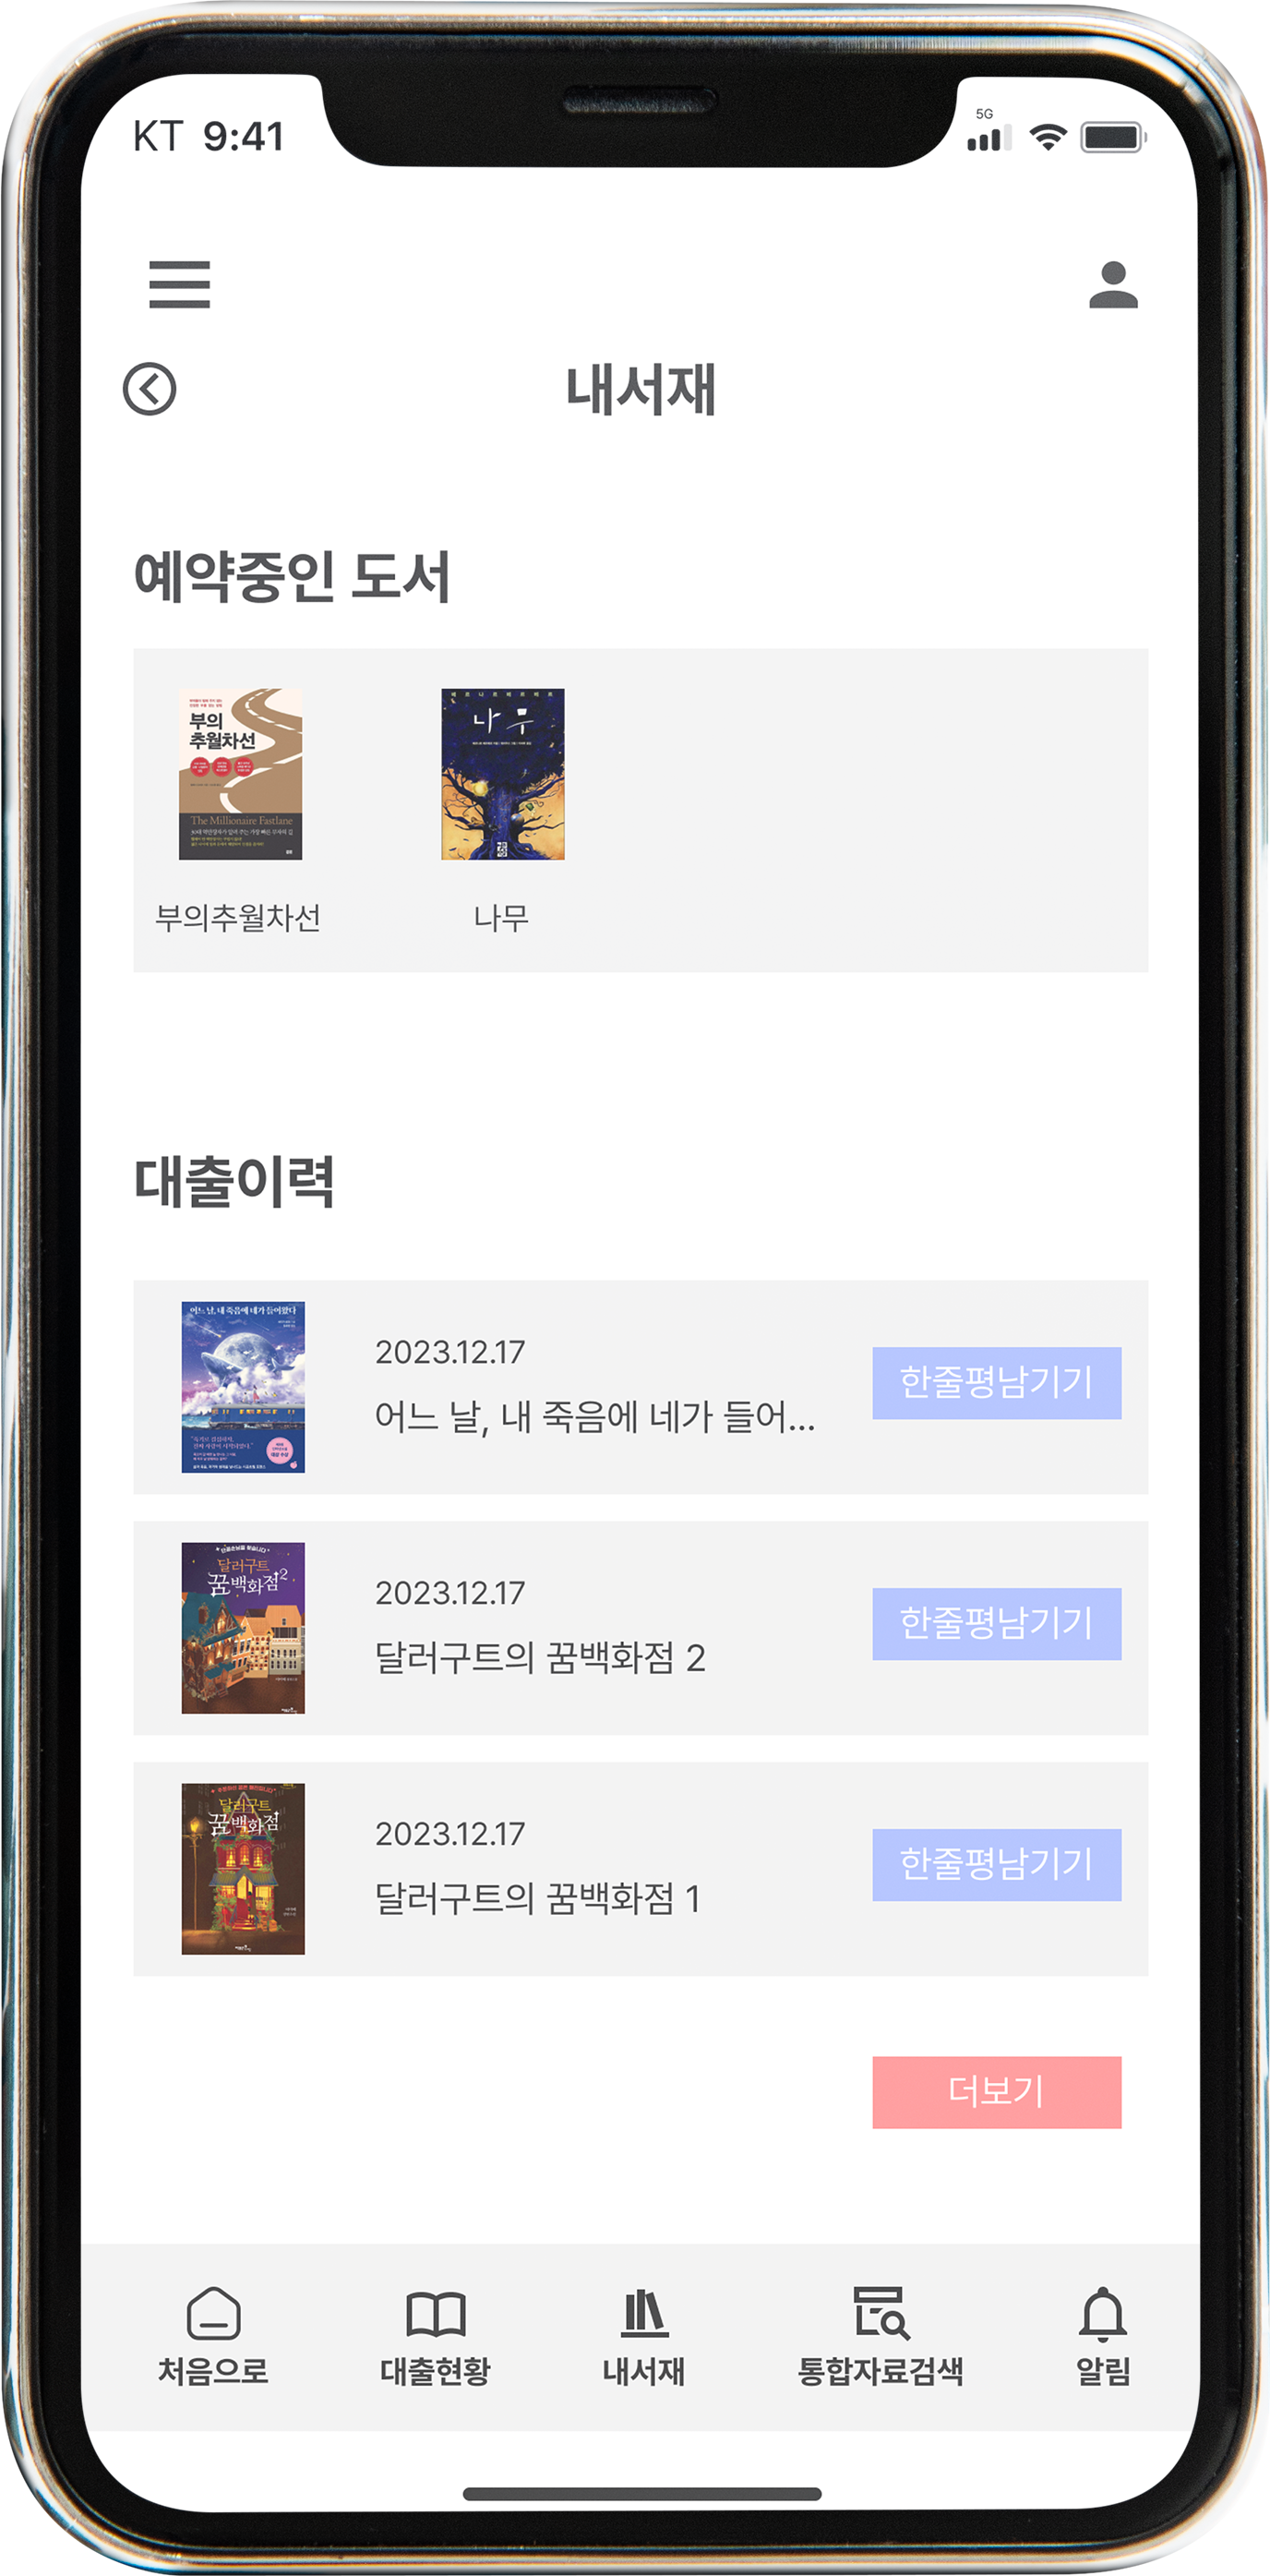 KT 9:41
5G
내서재
예약중인 도서
부의
추월차선
The Millionaire Fastlane
나무
부의추월차선
나무
대출이력
어느 날, 내 죽음에 네가 들어왔다
2023.12.17
어느 날, 내 죽음에 네가 들어...
한줄평남기기
달러구트
꿈백화점2
2023.12.17
달러구트의 꿈백화점 2
한줄평남기기
달러구트
꿈백화점
2023.12.17
달러구트의 꿈백화점 1
한줄평남기기
더보기
처음으로
대출현황
내서재
통합자료검색
알림